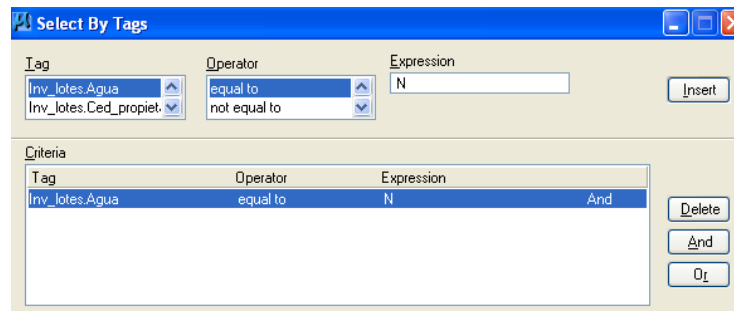 Select By Tags
Tag Operator Expression
Inv_lotes.Agua equal to N
Inv_lotes.Ced_propiet. not equal to
Insert
Criteria
Tag Operator Expression
Inv_lotes.Agua equal to N And
Delete
And
Or